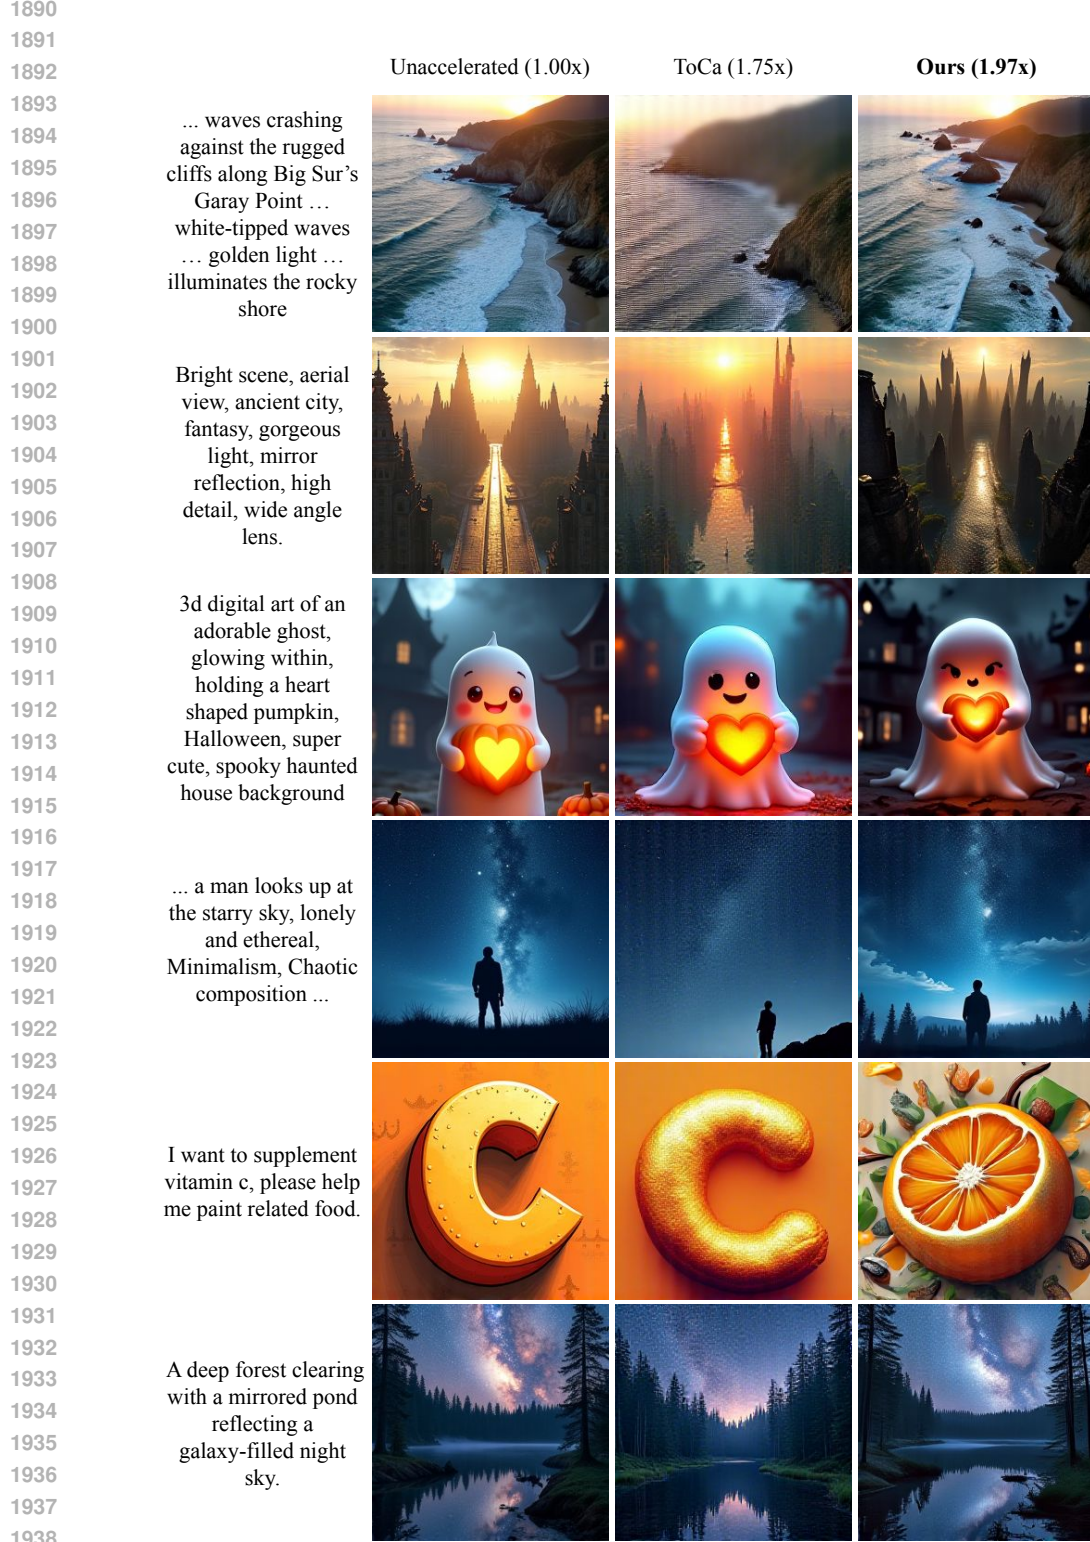 1890
1891
1892
Unaccelerated (1.00x) ToCa (1.75x) Ours (1.97x)
1893
1894
1895
1896
1897
1898
1899
1900
... waves crashing
against the rugged
cliffs along Big Sur's
Garay Point …
white-tipped waves
… golden light …
illuminates the rocky
shore
1901
1902
1903
1904
1905
1906
1907
Bright scene, aerial
view, ancient city,
fantasy, gorgeous
light, mirror
reflection, high
detail, wide angle
lens.
1908
1909
1910
1911
1912
1913
1914
1915
3d digital art of an
adorable ghost,
glowing within,
holding a heart
shaped pumpkin,
Halloween, super
cute, spooky haunted
house background
1916
1917
1918
1919
1920
1921
1922
1923
... a man looks up at
the starry sky, lonely
and ethereal,
Minimalism, Chaotic
composition ...
1924
1925
1926
1927
1928
1929
1930
I want to supplement
vitamin c, please help
me paint related food.
C
C
1931
1932
1933
1934
1935
1936
1937
1938
A deep forest clearing
with a mirrored pond
reflecting a
galaxy-filled night
sky.